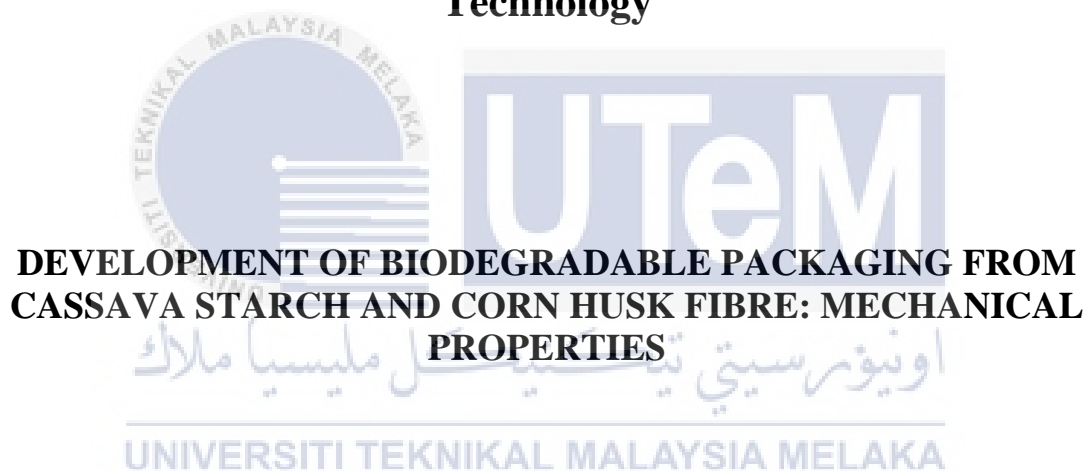 Technology
UNIVERSITI TEKNIKAL MALAYSIA MELAKA
UTeM
DEVELOPMENT OF BIODEGRADABLE PACKAGING FROM
CASSAVA STARCH AND CORN HUSK FIBRE: MECHANICAL
PROPERTIES
اونيۏرسيتي تيكنيكل مليسيا ملاك
UNIVERSITI TEKNIKAL MALAYSIA MELAKA